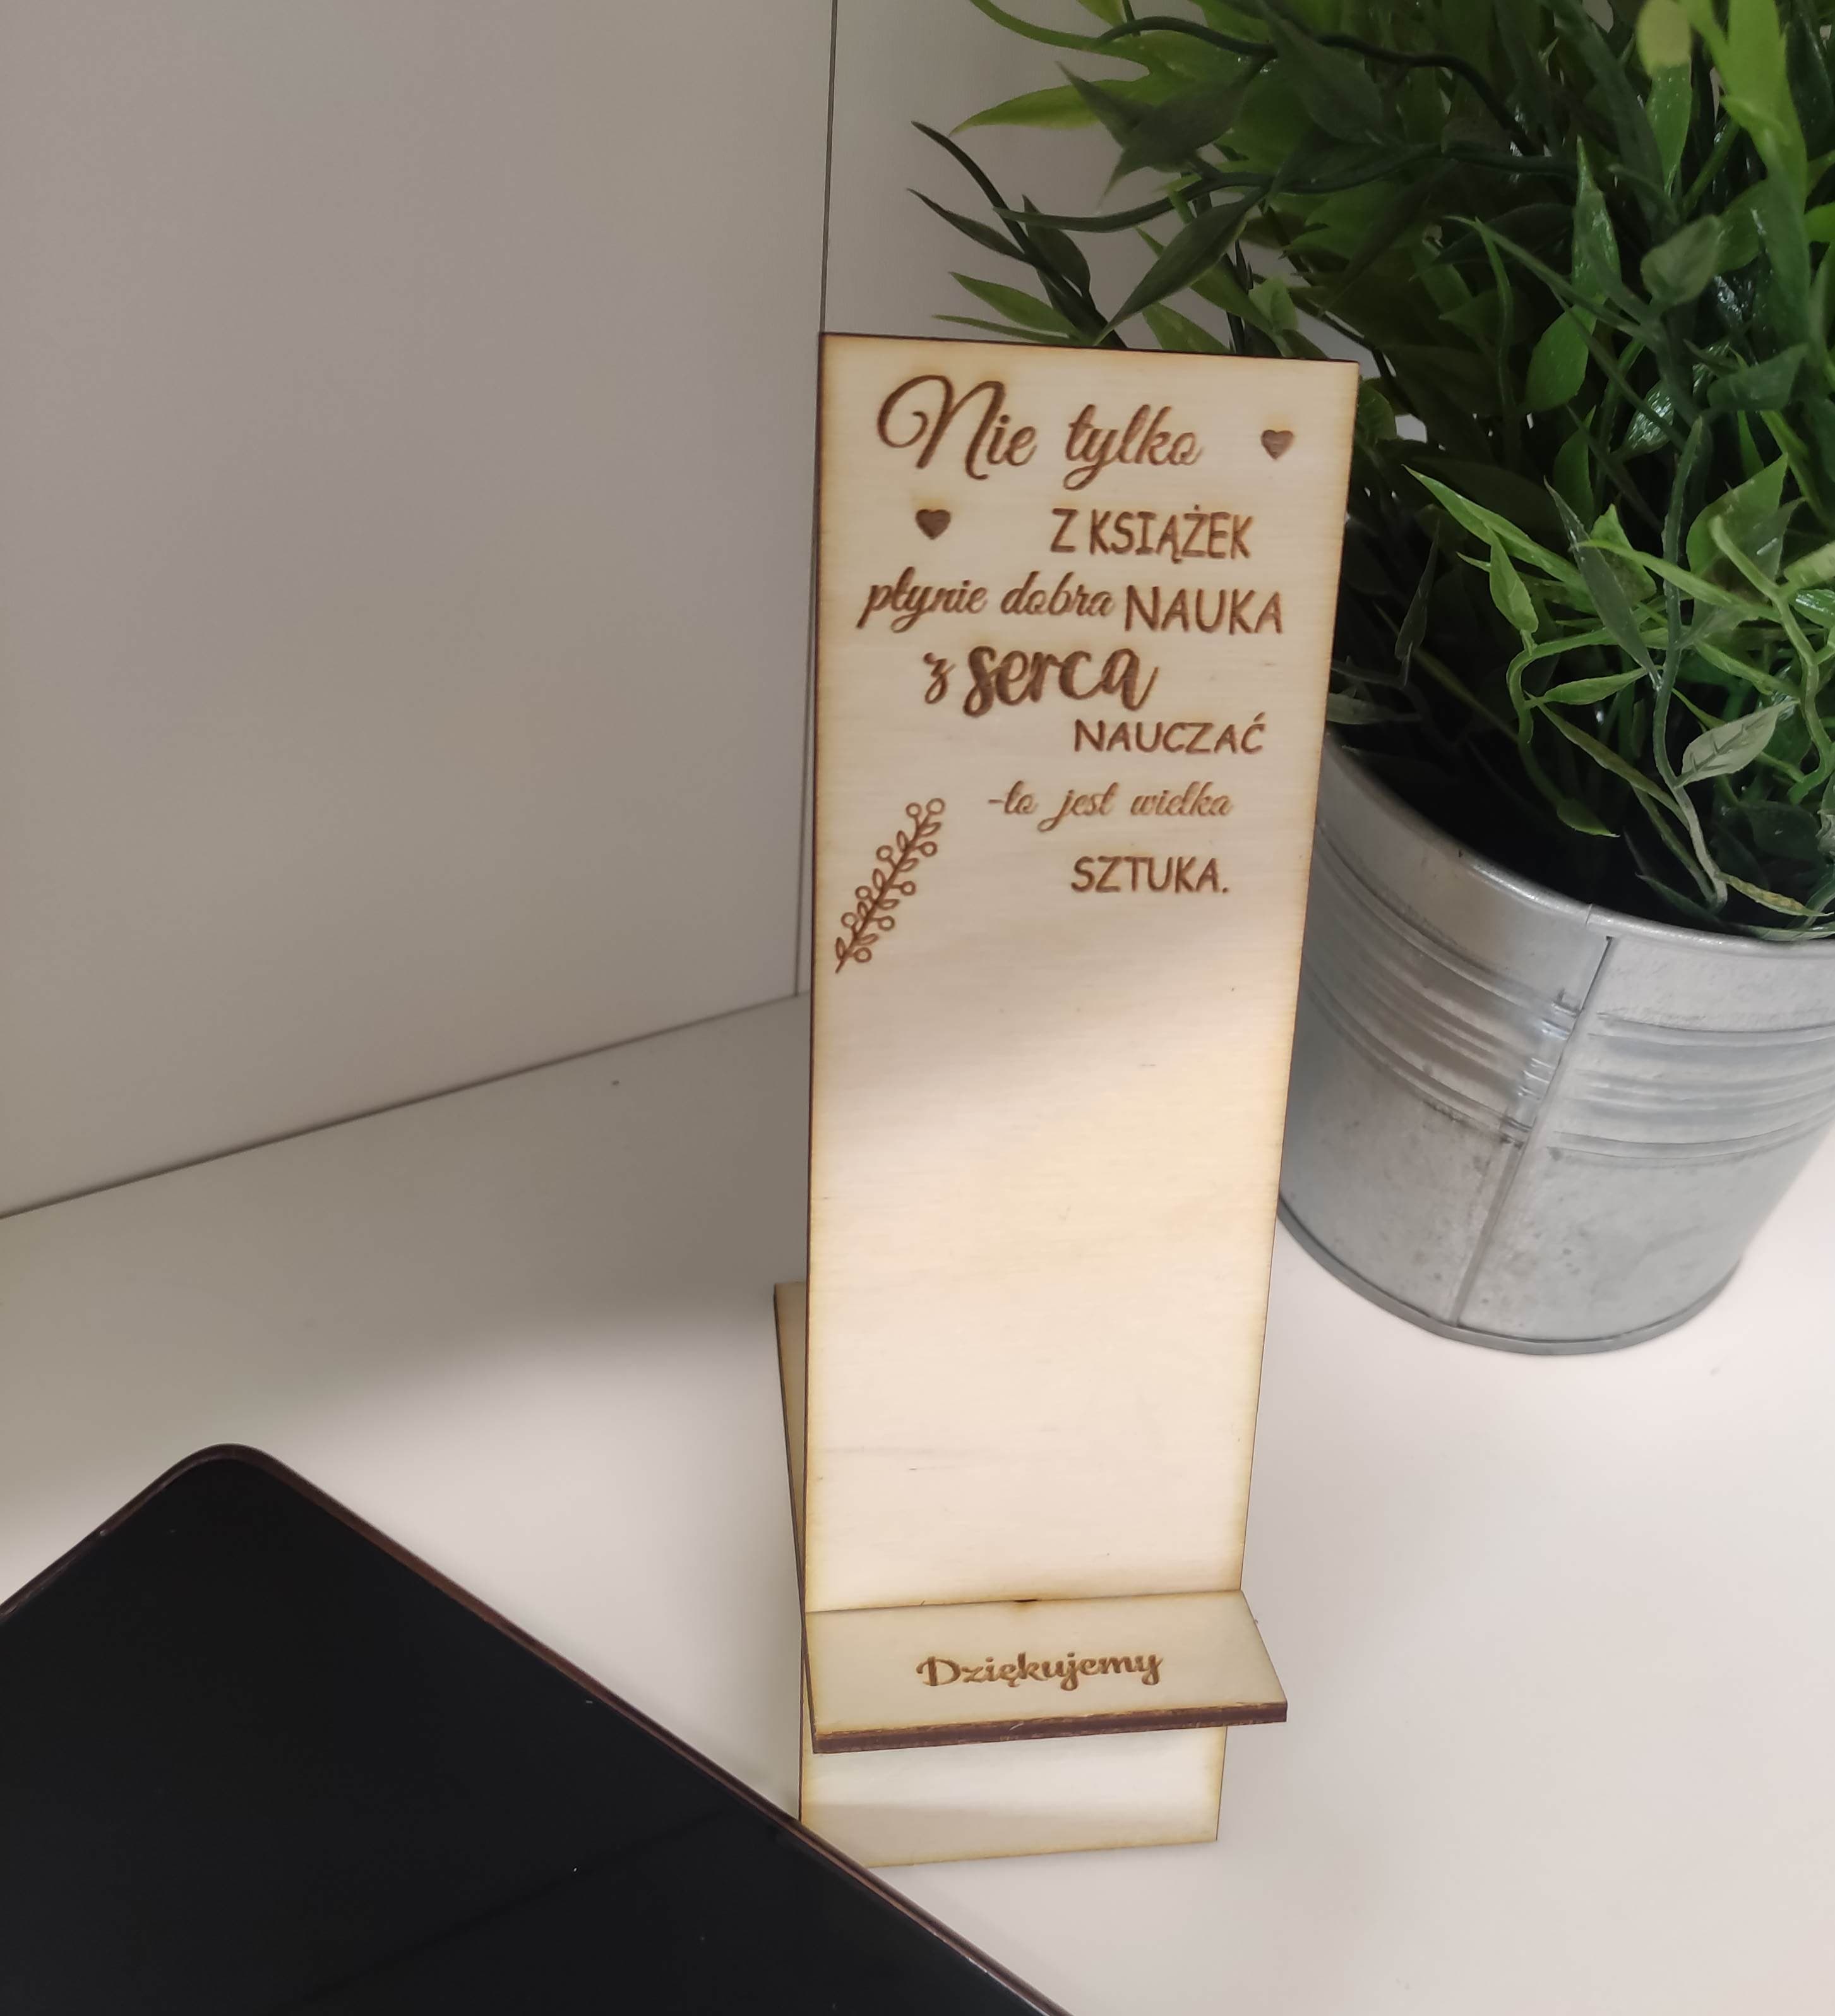 Nie tylko
Z KSIĄŻEK
płynie dobra NAUKA
z serca
NAUCZAĆ
-to jest wielka
SZTUKA.
Dziękujemy